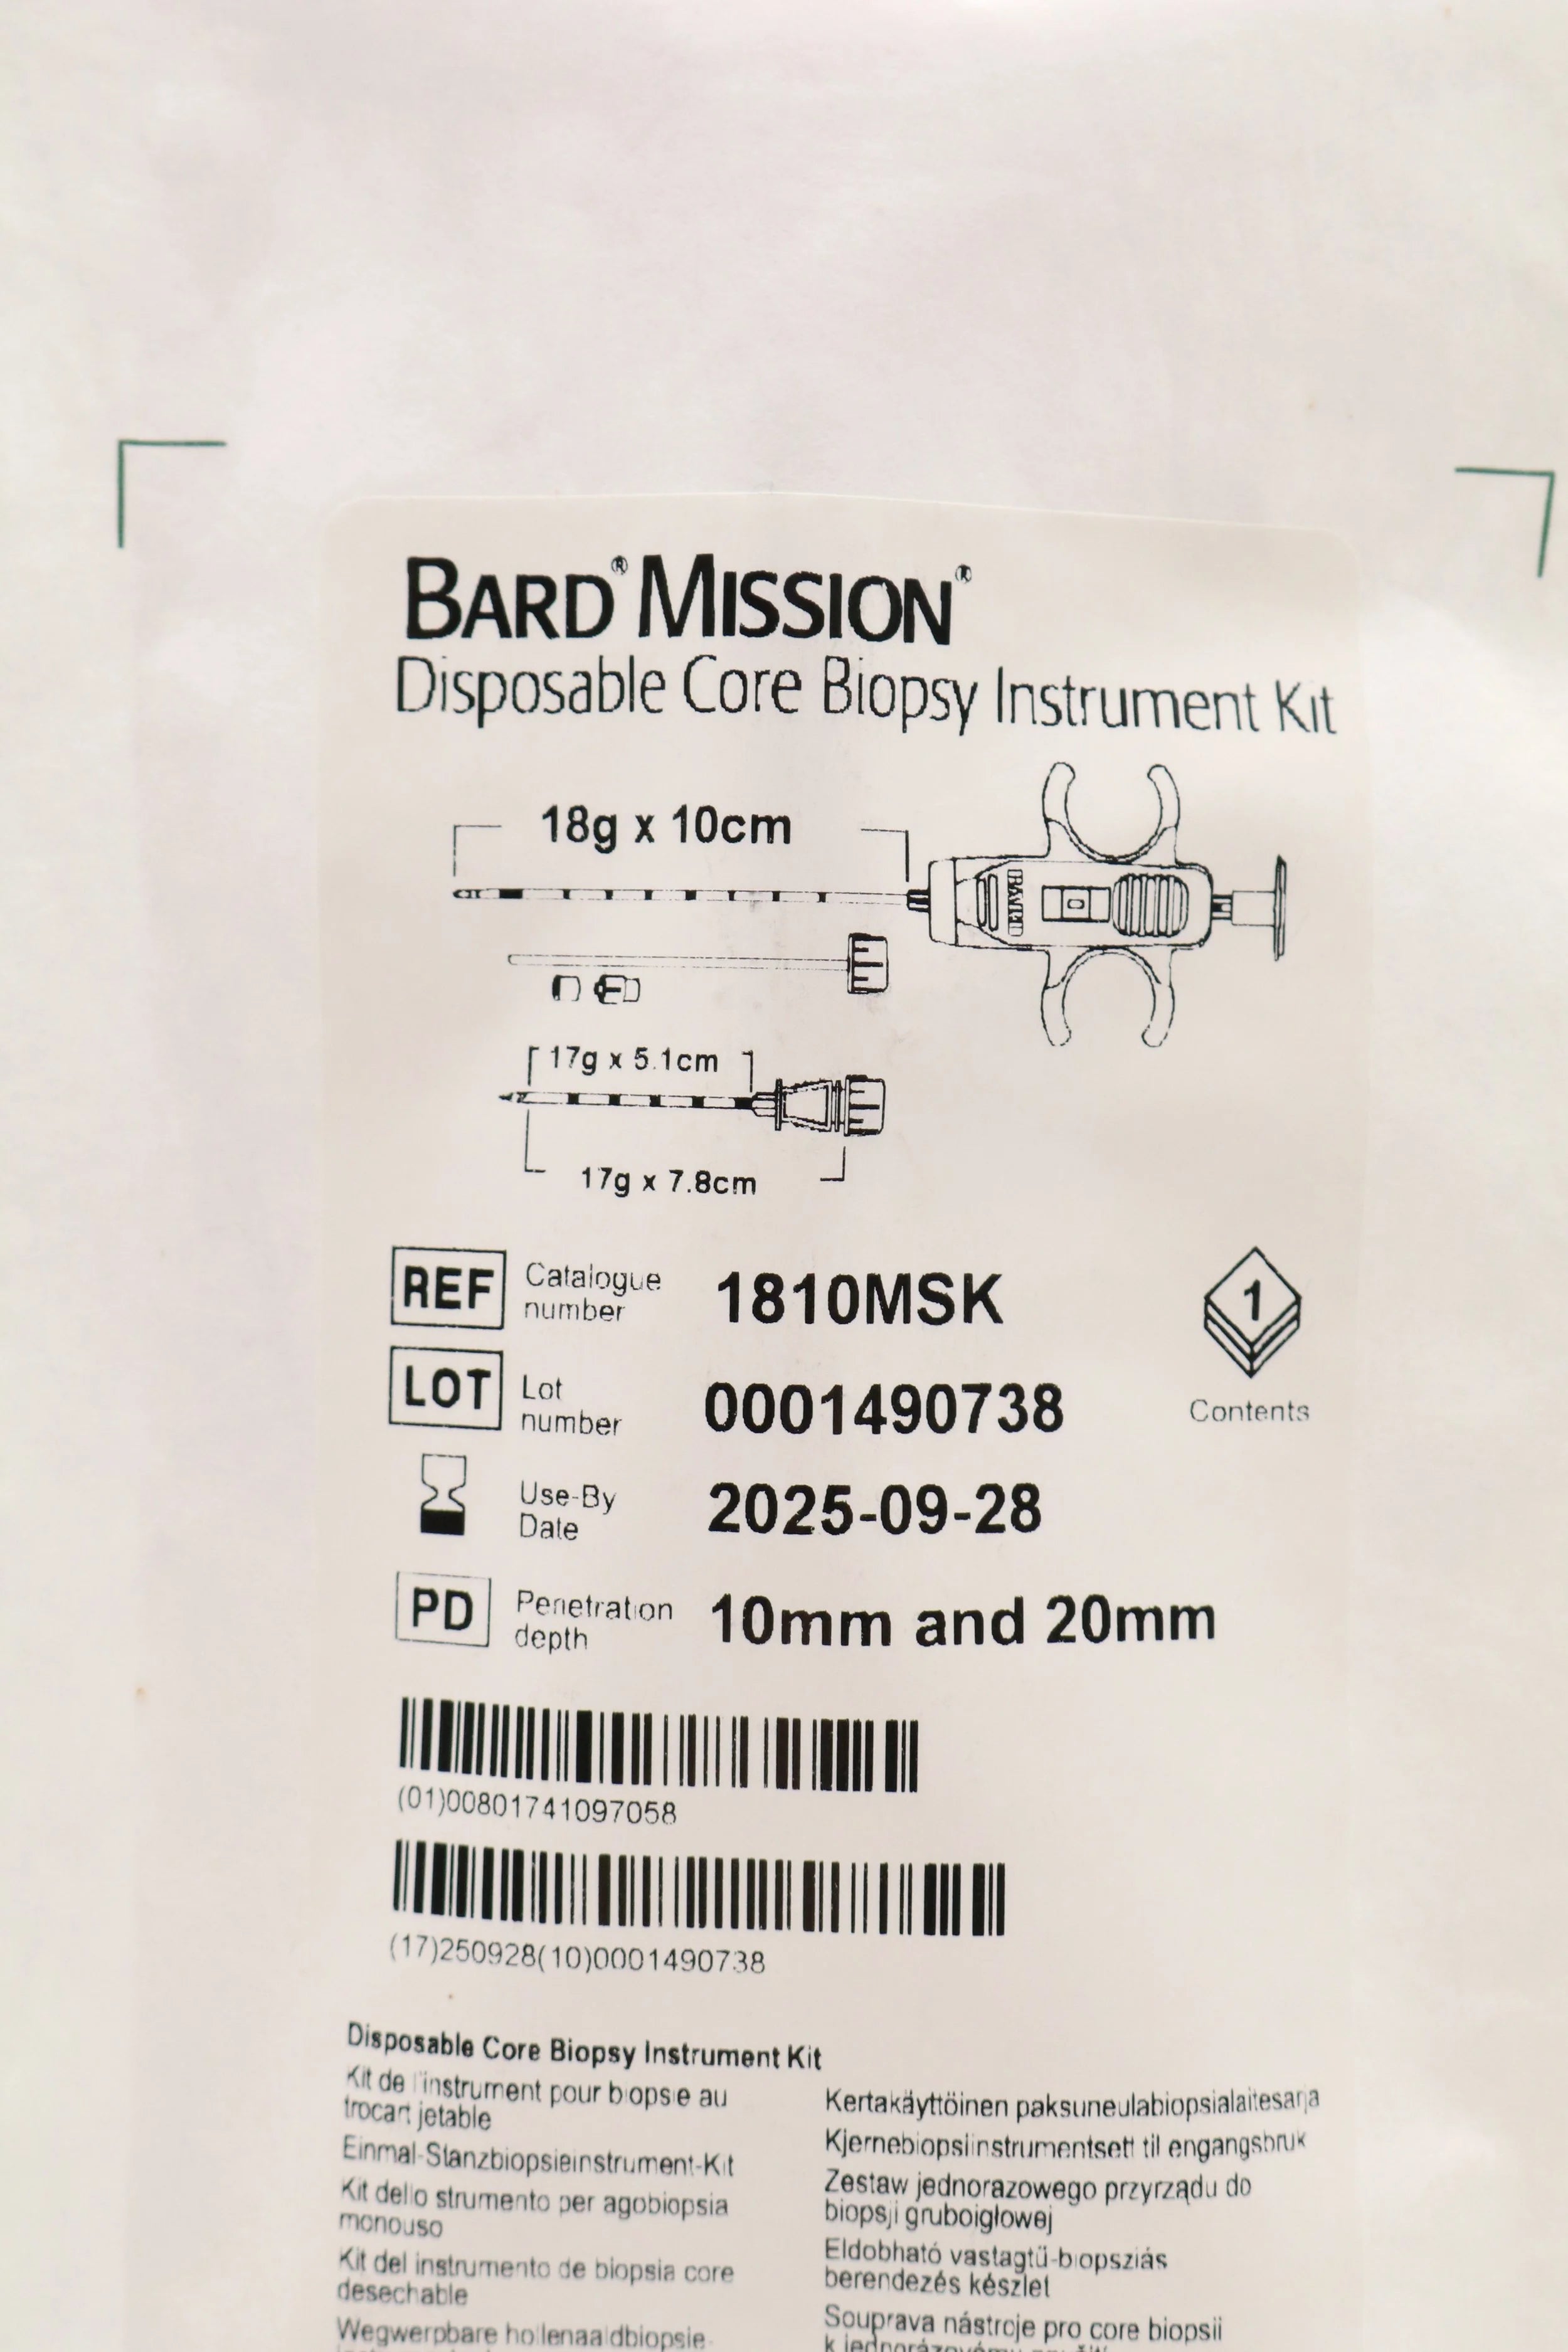 BARD® MISSION®
Disposable Core Biopsy Instrument Kit
18g x 10cm
BARD
17g x 5.1cm
17g x 7.8cm
REF Catalogue number 1810MSK
1
LOT Lot number 0001490738
Contents
Use-By Date 2025-09-28
PD Penetration depth 10mm and 20mm
(01)00801741097058
(17)250928(10)0001490738
Disposable Core Biopsy Instrument Kit
Kit de l'instrument pour biopsie au
trocart jetable
Einmal-Stanzbiopsieinstrument-Kit
Kit dello strumento per agobiopsia
monouso
Kit del instrumento de biopsia core
desechable
Wegwerpbare hollenaaldbiopsie-
Kertakäyttöinen paksuneulabiopsialaitesarja
Kjernebiopsiinstrumentsett til engangsbruk
Zestaw jednorazowego przyrządu do
biopsji gruboigłowej
Eldobható vastagtű-biopsziás
berendezés készlet
Souprava nástroje pro core biopsii